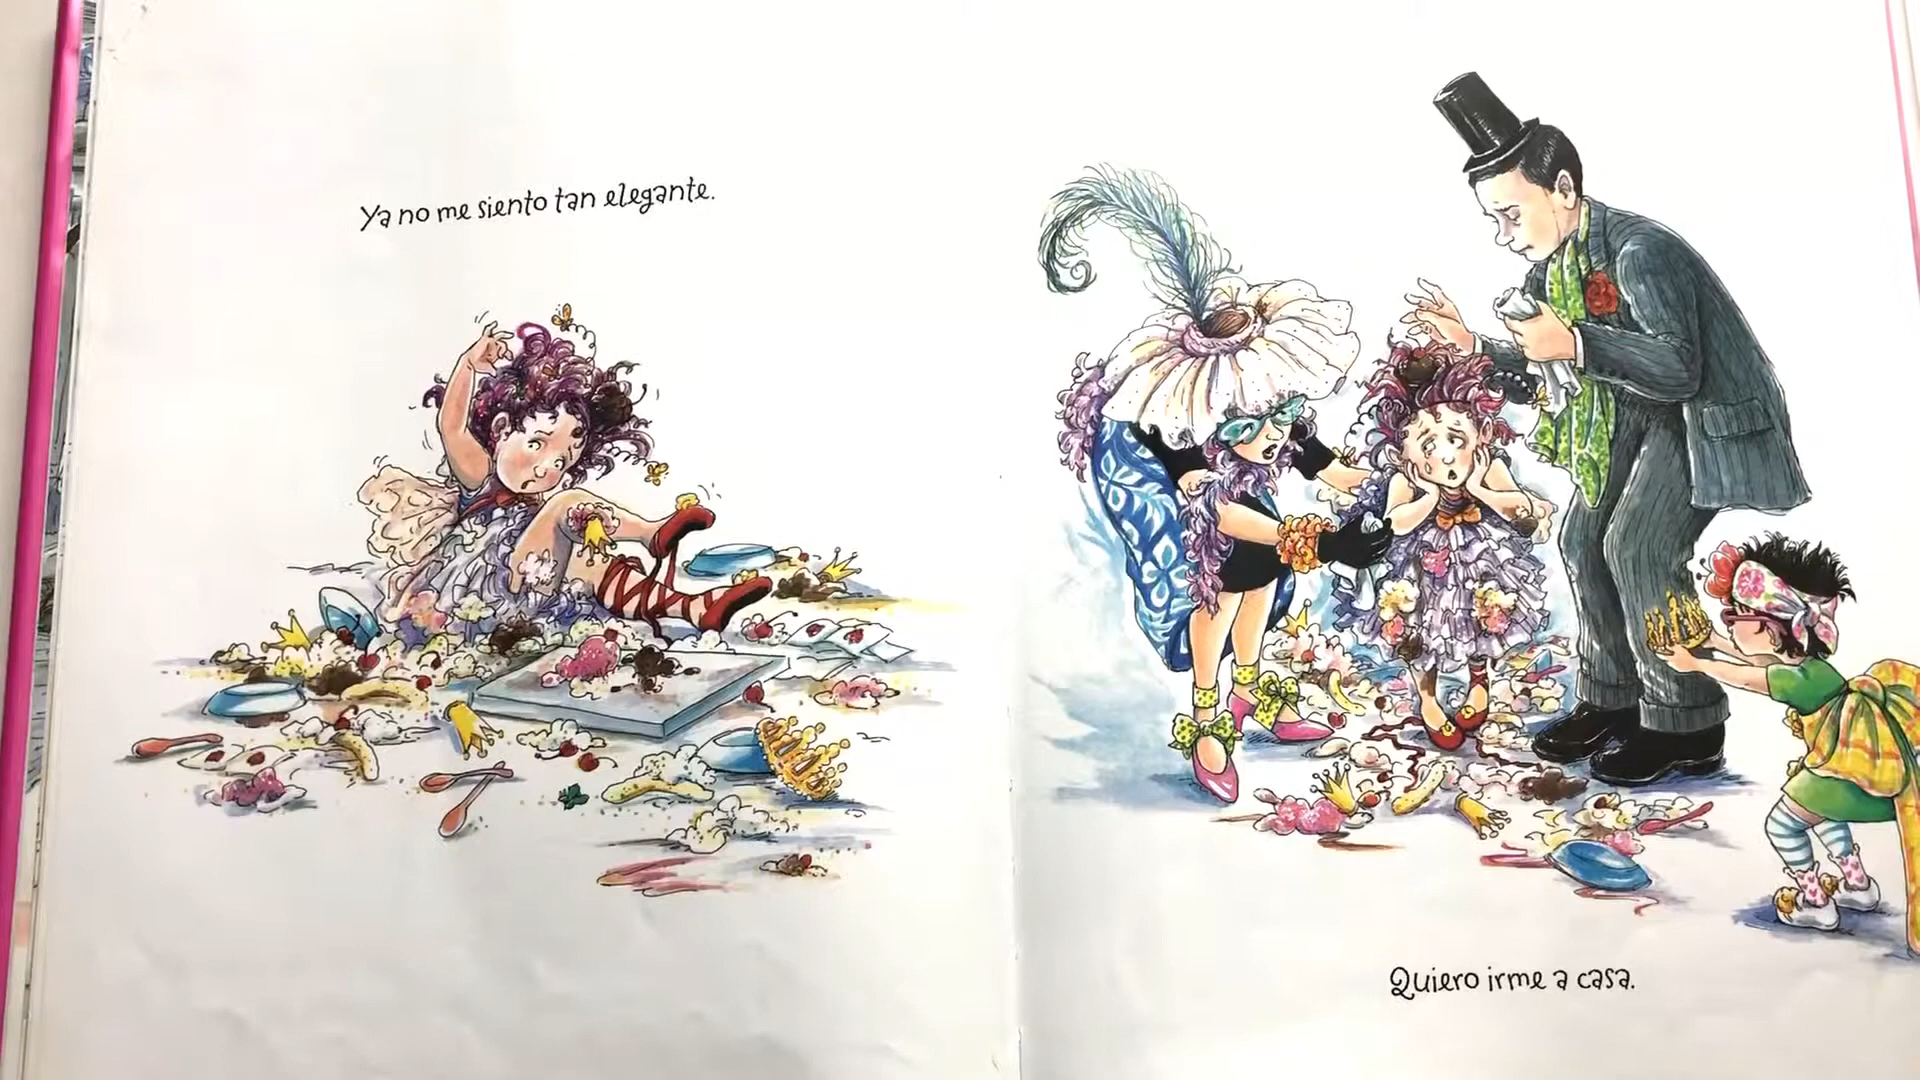 Ya no me siento tan elegante.
Quiero irme a casa.